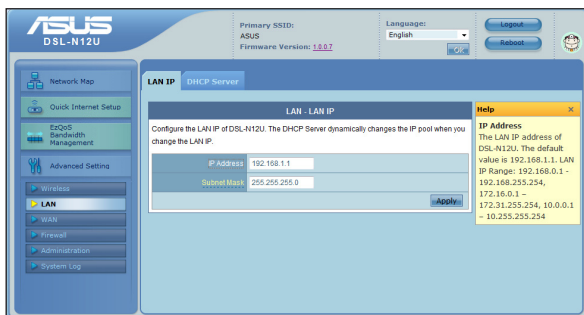 ASUS
DSL-N12U
Primary SSID:
ASUS
Firmware Version: 1.0.0.7
Language:
English
OK
Logout
Reboot
Network Map
Quick Internet Setup
EzQoS
Bandwidth
Management
Advanced Setting
Wireless
LAN
WAN
Firewall
Administration
System Log
LAN IP
DHCP Server
LAN - LAN IP
Configure the LAN IP of DSL-N12U. The DHCP Server dynamically changes the IP pool when you
change the LAN IP.
IP Address 192.168.1.1
Subnet Mask 255.255.255.0
Apply
Help x
IP Address
The LAN IP address of
DSL-N12U. The default
value is 192.168.1.1. LAN
IP Range: 192.168.0.1 -
192.168.255.254,
172.16.0.1 –
172.31.255.254, 10.0.0.1
– 10.255.255.254